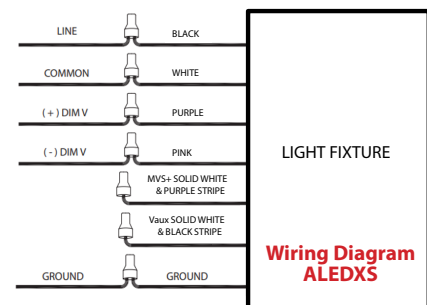 LINE BLACK
COMMON WHITE
( + ) DIM V PURPLE
( - ) DIM V PINK
MVS+ SOLID WHITE
& PURPLE STRIPE
Vaux SOLID WHITE
& BLACK STRIPE
GROUND GROUND
LIGHT FIXTURE
Wiring Diagram
ALEDXS